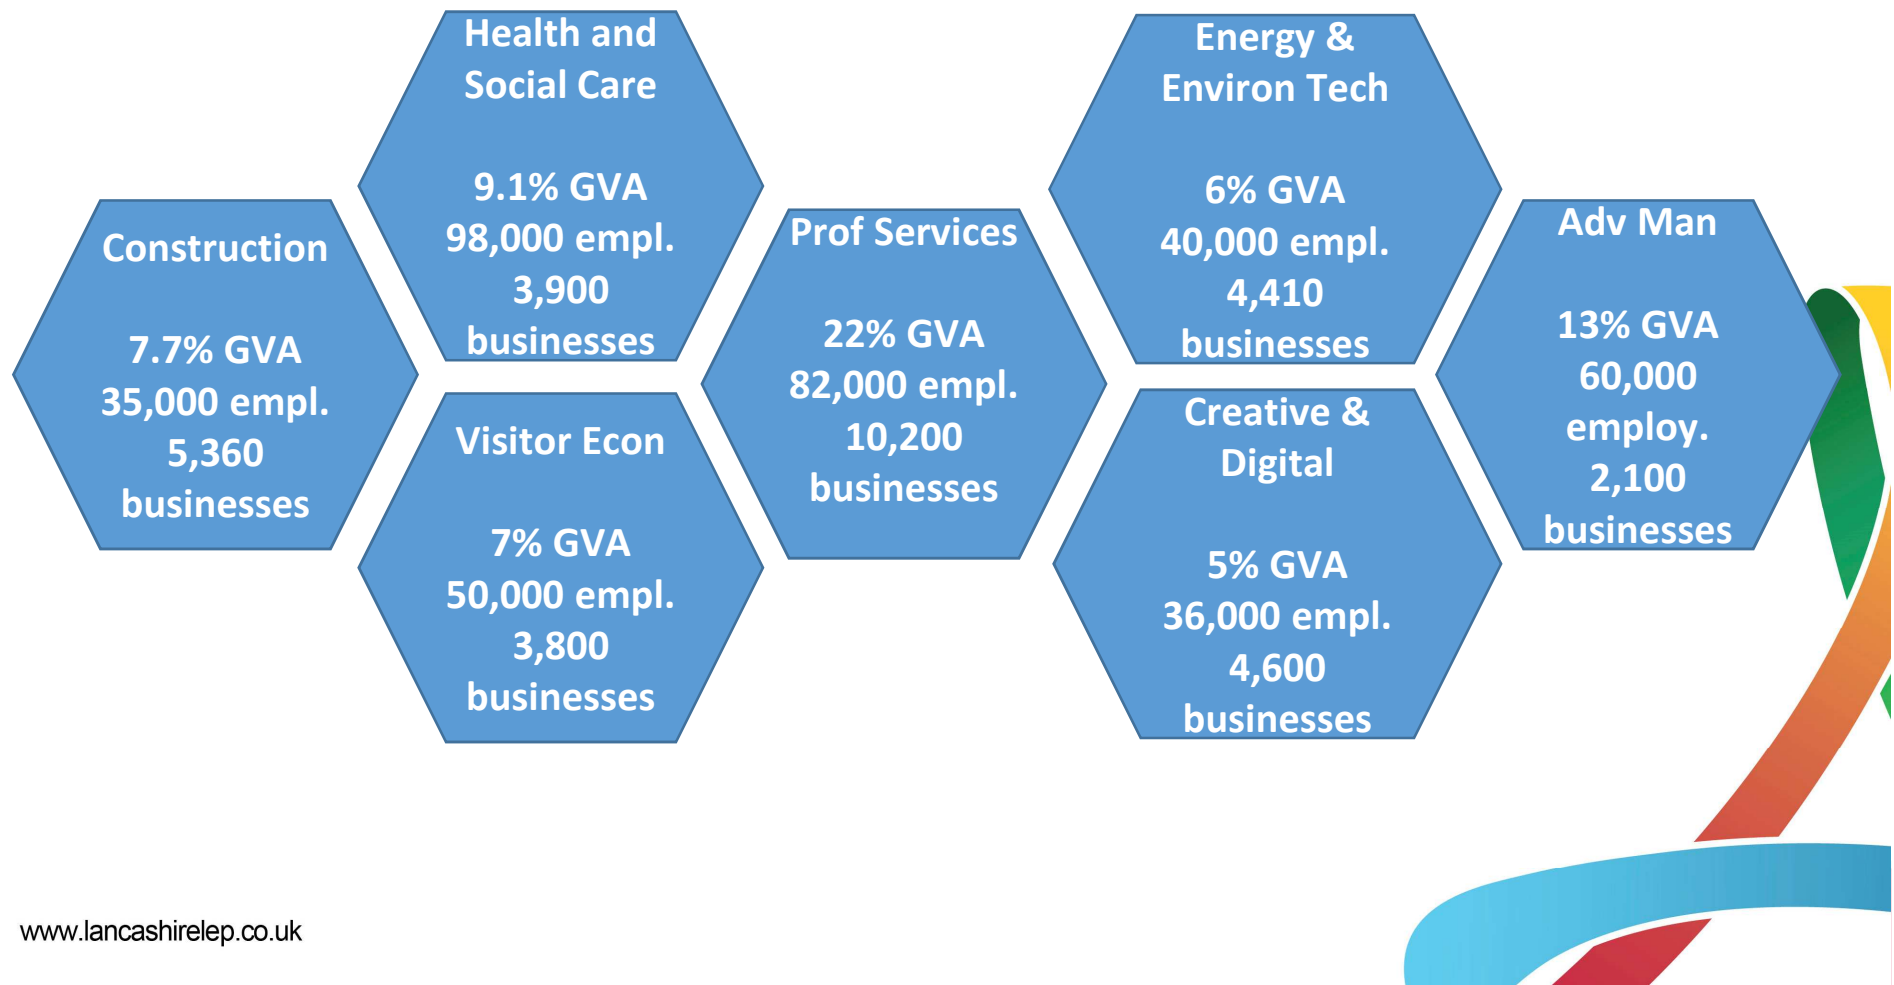 Construction
7.7% GVA
35,000 empl.
5,360
businesses
Health and
Social Care
9.1% GVA
98,000 empl.
3,900
businesses
Visitor Econ
7% GVA
50,000 empl.
3,800
businesses
Prof Services
22% GVA
82,000 empl.
10,200
businesses
Energy &
Environ Tech
6% GVA
40,000 empl.
4,410
businesses
Creative &
Digital
5% GVA
36,000 empl.
4,600
businesses
Adv Man
13% GVA
60,000
employ.
2,100
businesses
www.lancashirelep.co.uk